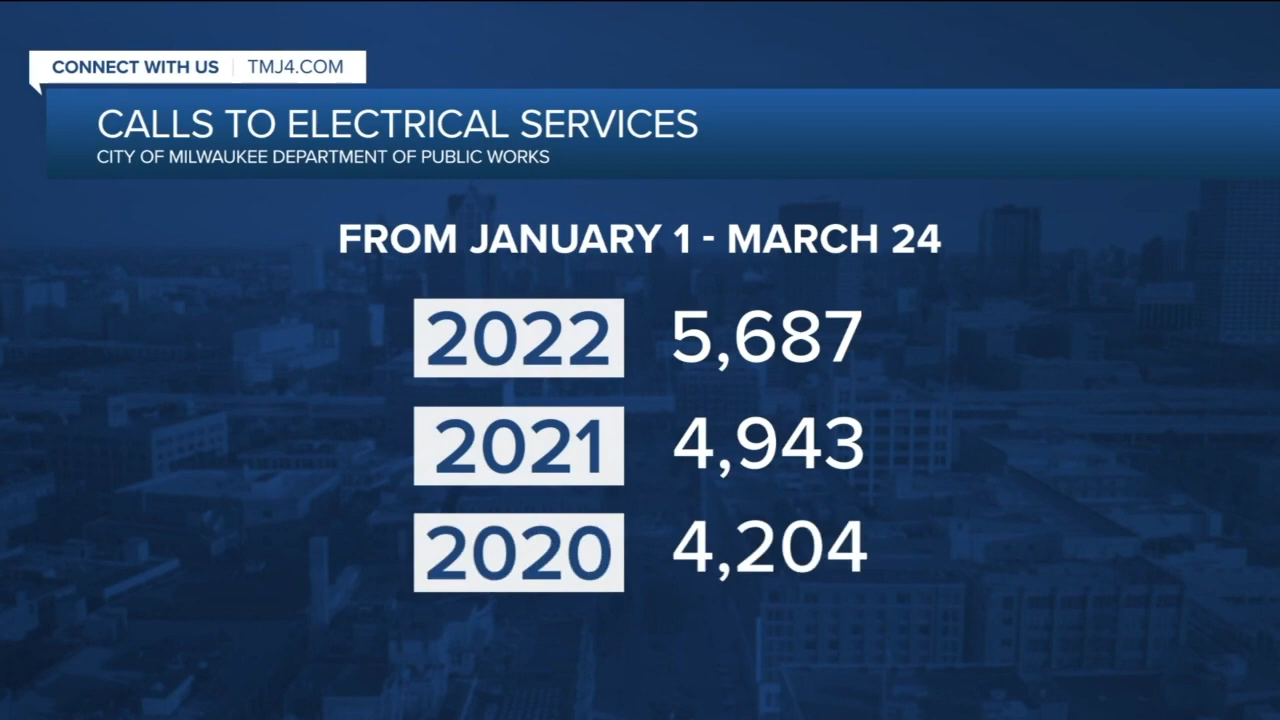 CONNECT WITH US | TMJ4.COM
CALLS TO ELECTRICAL SERVICES
CITY OF MILWAUKEE DEPARTMENT OF PUBLIC WORKS
FROM JANUARY 1 - MARCH 24
2022 5,687
2021 4,943
2020 4,204